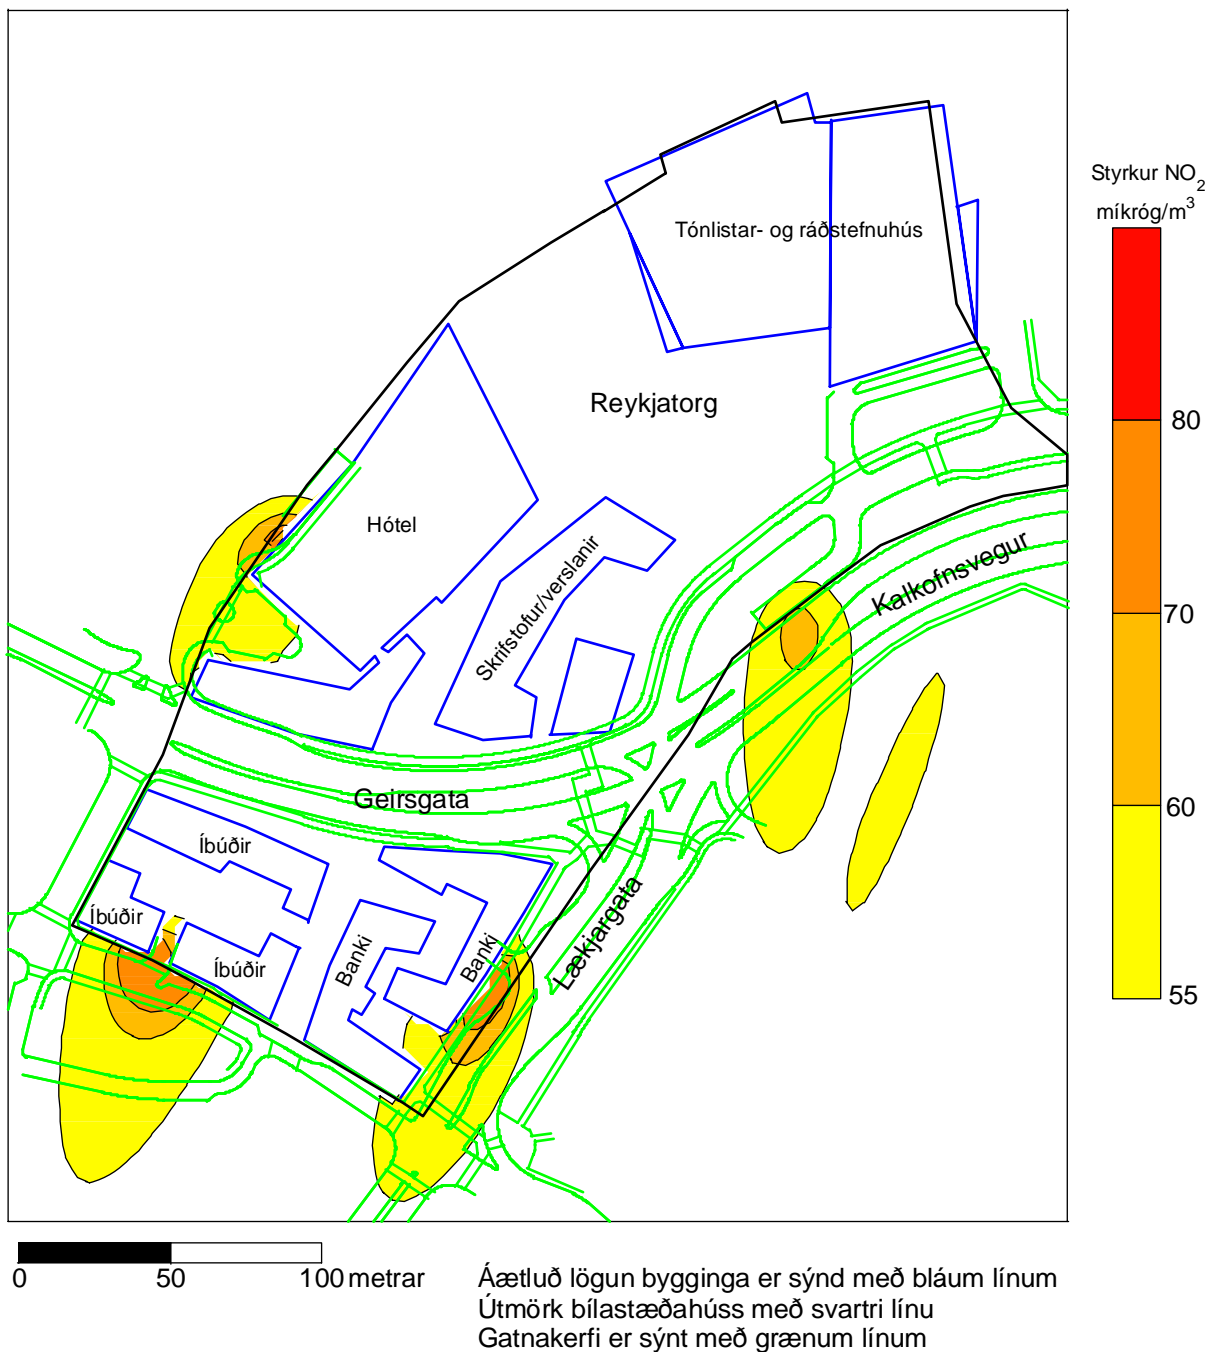 Styrkur NO2
míkróg/m3
Tónlistar- og ráðstefnuhús
Reykjatorg
80
Hótel
Skrifstofur/verslanir
Kalkofnsvegur
70
Geirsgata
60
Íbúðir
Íbúðir
Íbúðir
Banki
Banki
Lækjargata
55
0 50 100 metrar
Áætluð lögun bygginga er sýnd með bláum línum
Útmörk bílastæðahúss með svartri línu
Gatnakerfi er sýnt með grænum línum